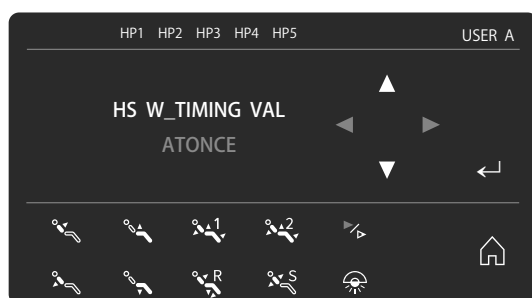 HP1 HP2 HP3 HP4 HP5 USER A
HS W_TIMING VAL
ATONCE
1 2
R S